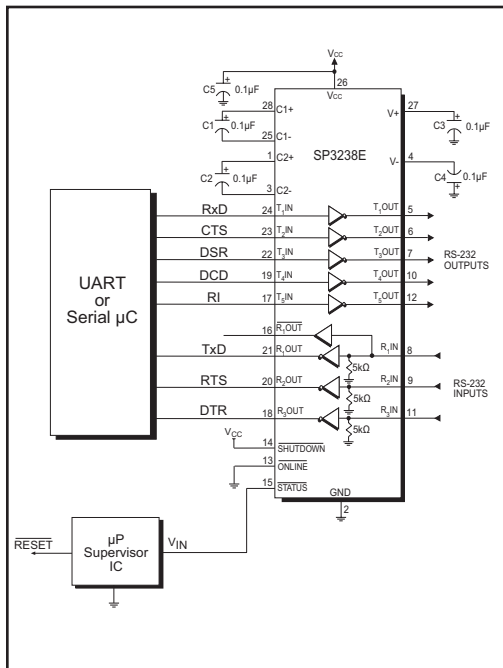 VCC
26
VCC
C5
+
0.1µF
28
C1+
C1
+
0.1µF
25
C1-
1
C2+
C2
+
0.1µF
3
C2-
27
V+
C3
+
0.1µF
4
V-
C4
+
0.1µF
SP3238E
UART
or
Serial µC
RxD 24 T1IN T1OUT 5
CTS 23 T2IN T2OUT 6
DSR 22 T3IN T3OUT 7
DCD 19 T4IN T4OUT 10
RI 17 T5IN T5OUT 12
RS-232
OUTPUTS
16 R1OUT
TxD 21 R1OUT R1IN 8
5kΩ
RTS 20 R2OUT R2IN 9
5kΩ
DTR 18 R3OUT R3IN 11
5kΩ
RS-232
INPUTS
VCC
14
SHUTDOWN
13
ONLINE
15
STATUS
GND
2
RESET
µP
Supervisor
IC
VIN